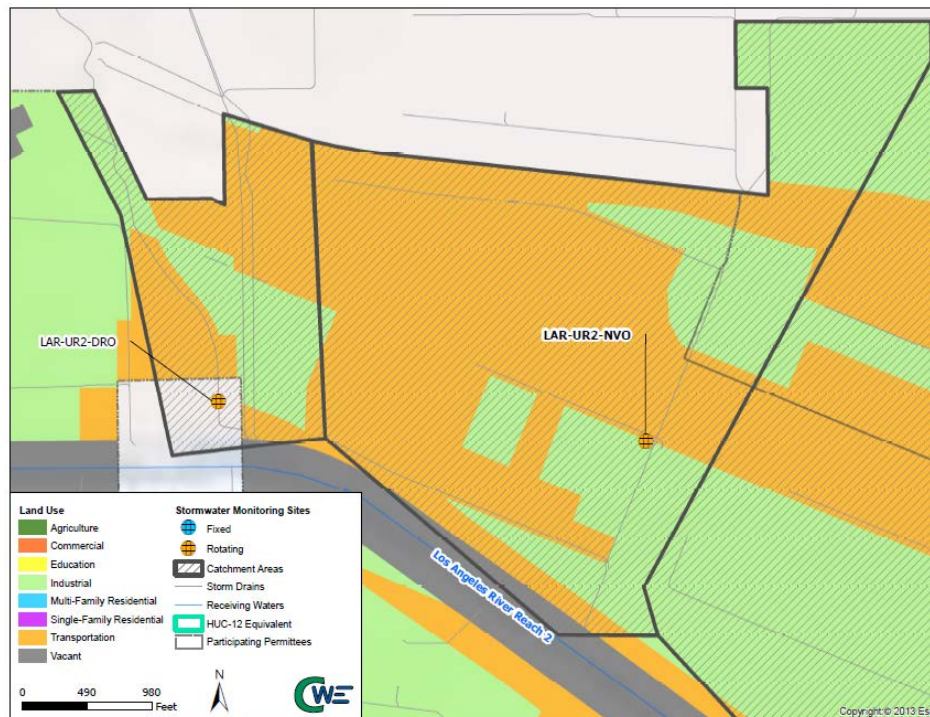 LAR-UR2-DRO
LAR-UR2-NVO
Los Angeles River Reach 2
Land Use
Agriculture
Commercial
Education
Industrial
Multi-Family Residential
Single-Family Residential
Transportation
Vacant
Stormwater Monitoring Sites
Fixed
Rotating
Catchment Areas
Storm Drains
Receiving Waters
HUC-12 Equivalent
Participating Permittees
0 490 980
Feet
N
CWE
Copyright:© 2013 Es